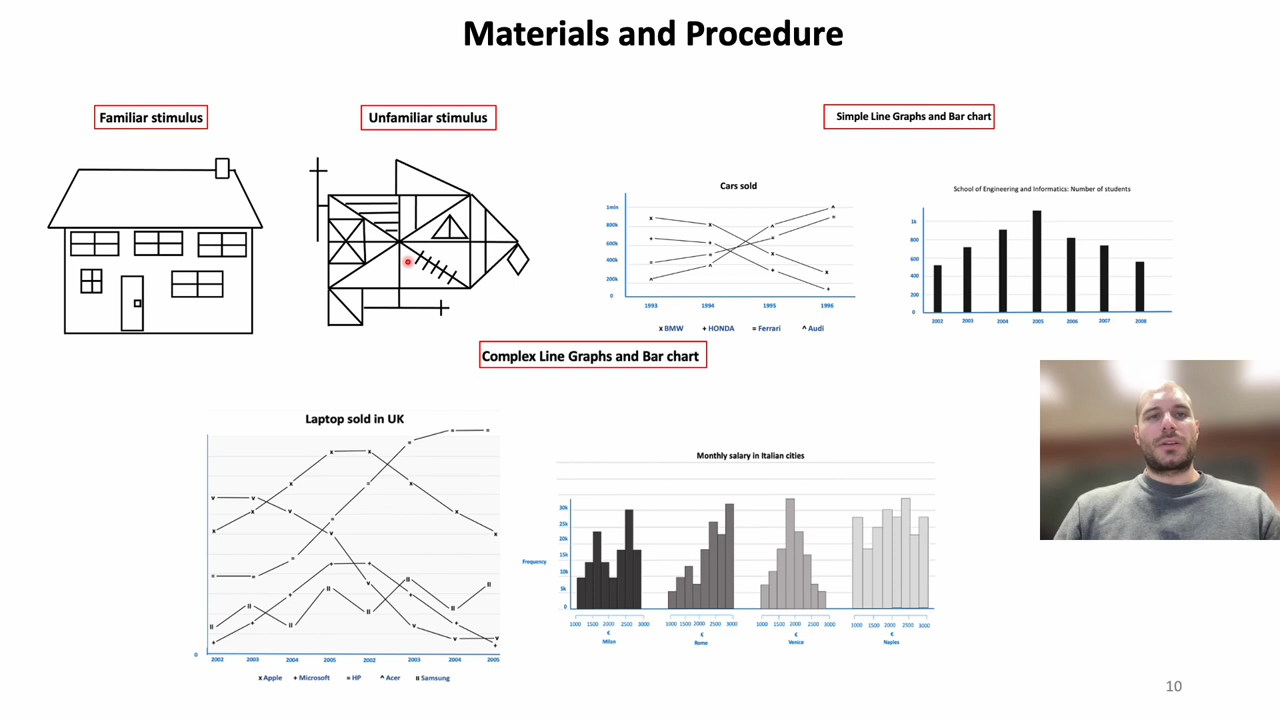 Materials and Procedure
Familiar stimulus
Unfamiliar stimulus
Simple Line Graphs and Bar chart
Cars sold
1mln
800k
600k
400k
200k
0
1993 1994 1995 1996
x BMW + HONDA = Ferrari ^ Audi
School of Engineering and Informatics: Number of students
1k
800
600
400
200
0
2002 2003 2004 2005 2006 2007 2008
Complex Line Graphs and Bar chart
Laptop sold in UK
0
2002 2003 2004 2005 2002 2003 2004 2005
x Apple + Microsoft = HP ^ Acer II Samsung
Monthly salary in Italian cities
Frequency
30k
25k
20k
15k
10k
5k
0
1000 1500 2000 2500 3000
€
Milan
1000 1500 2000 2500 3000
€
Rome
1000 1500 2000 2500 3000
€
Venice
1000 1500 2000 2500 3000
€
Naples
10